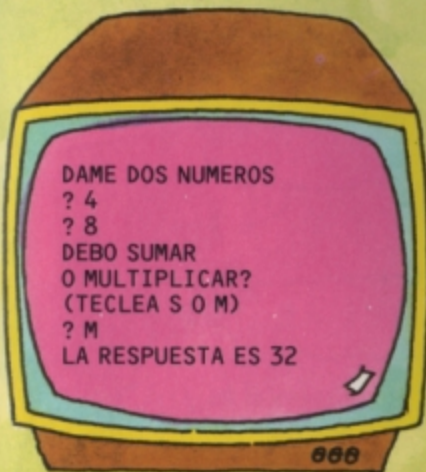 DAME DOS NUMEROS
? 4
? 8
DEBO SUMAR
O MULTIPLICAR?
(TECLEA S O M)
? M
LA RESPUESTA ES 32